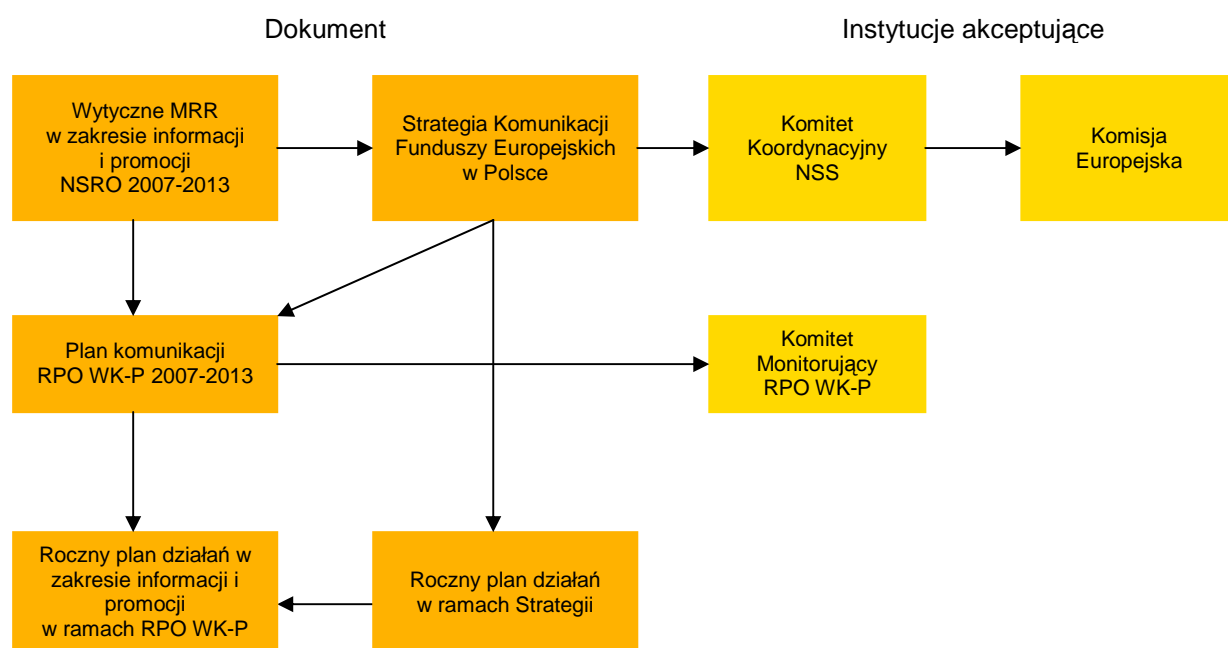 Dokument
Instytucje akceptujące
Wytyczne MRR
w zakresie informacji
i promocji
NSRO 2007-2013
Strategia Komunikacji
Funduszy Europejskich
w Polsce
Komitet
Koordynacyjny
NSS
Komisja
Europejska
Plan komunikacji
RPO WK-P 2007-2013
Komitet
Monitorujący
RPO WK-P
Roczny plan działań w
zakresie informacji i
promocji
w ramach RPO WK-P
Roczny plan działań
w ramach Strategii